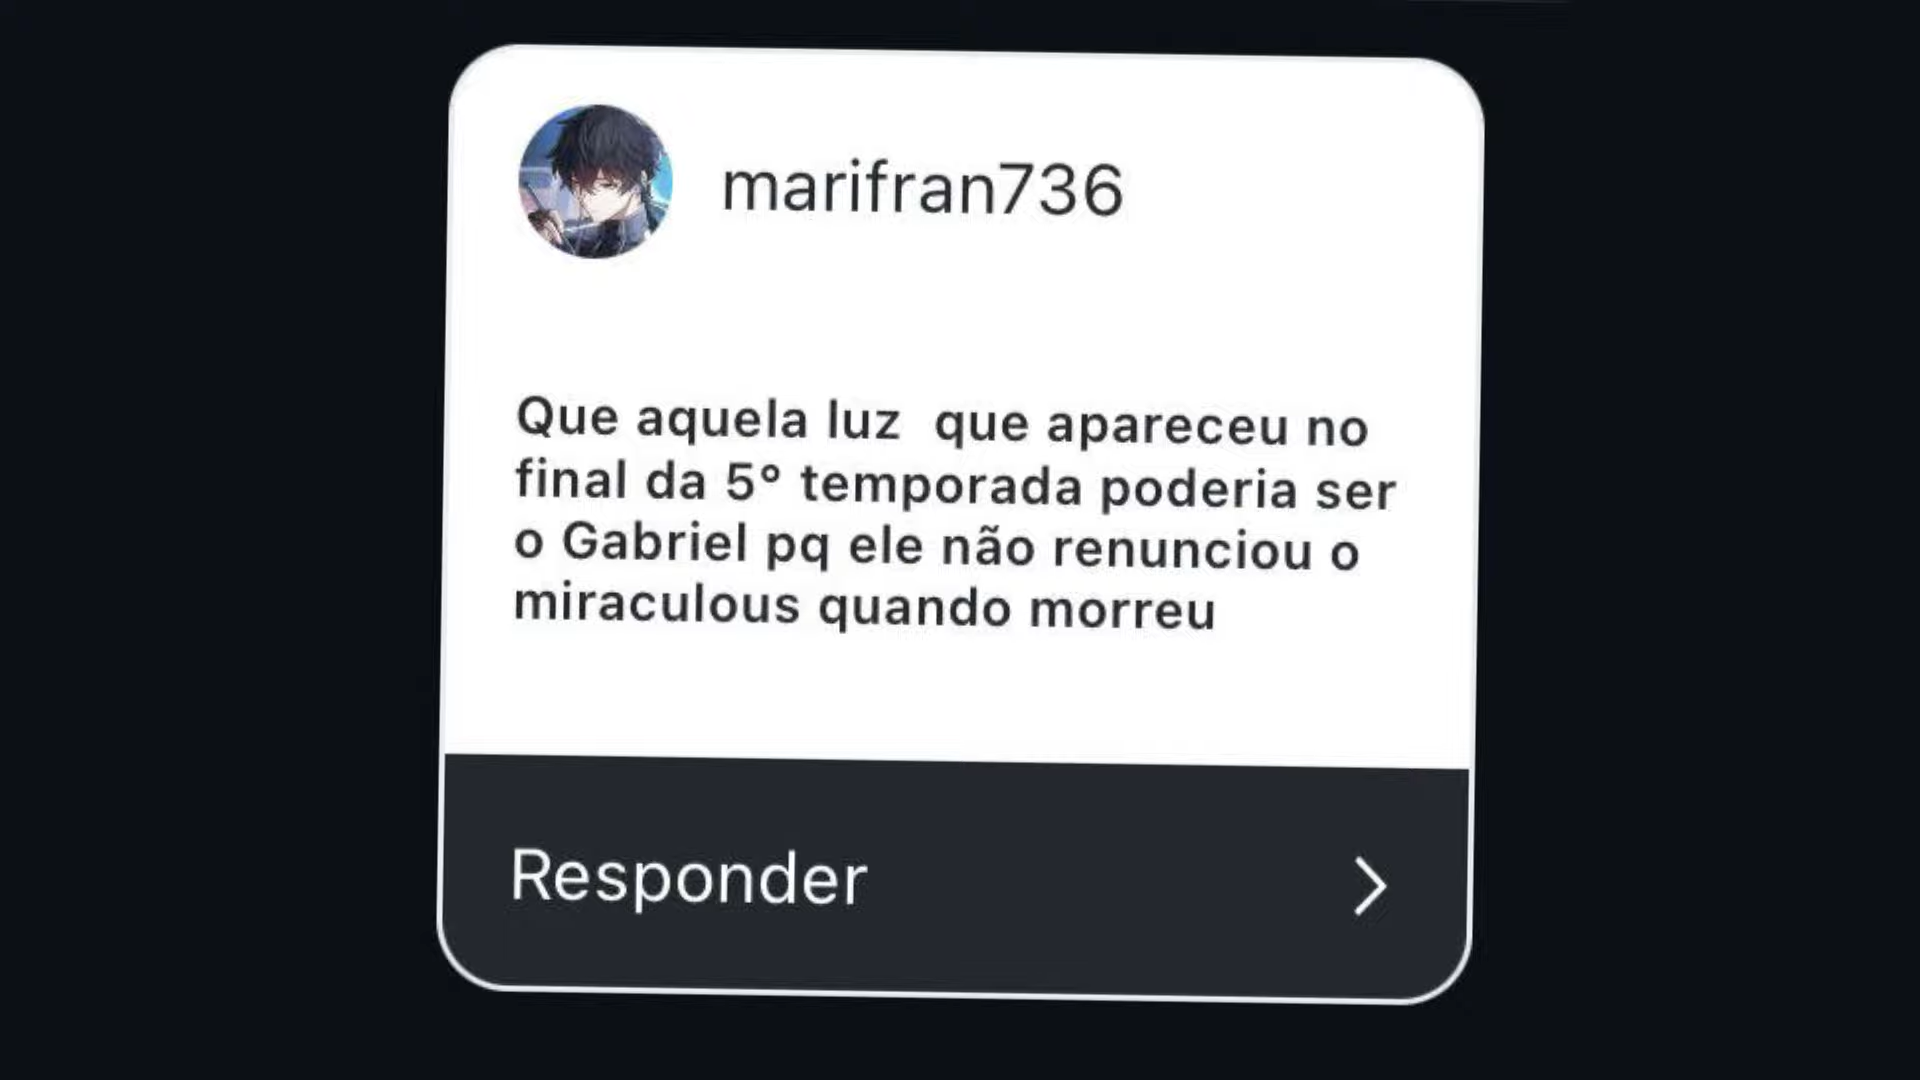 marifran736
Que aquela luz  que apareceu no
final da 5° temporada poderia ser
o Gabriel pq ele não renunciou o
miraculous quando morreu
Responder